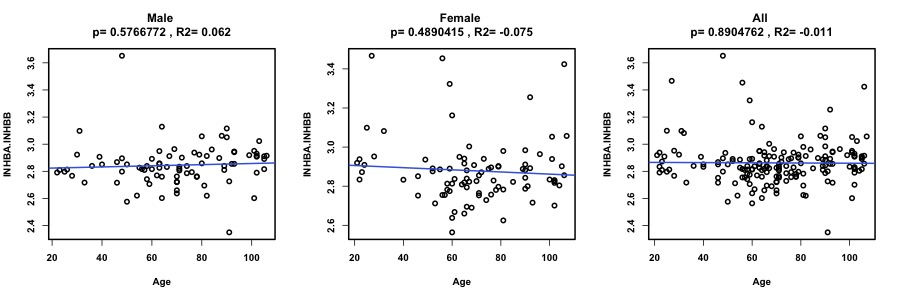 Male
p= 0.5766772 , R2= 0.062
INHBA.INHBB
3.6
3.4
3.2
3.0
2.8
2.6
2.4
20 40 60 80 100
Age
Female
p= 0.4890415 , R2= -0.075
INHBA.INHBB
3.4
3.2
3.0
2.8
2.6
20 40 60 80 100
Age
All
p= 0.8904762 , R2= -0.011
INHBA.INHBB
3.6
3.4
3.2
3.0
2.8
2.6
2.4
20 40 60 80 100
Age